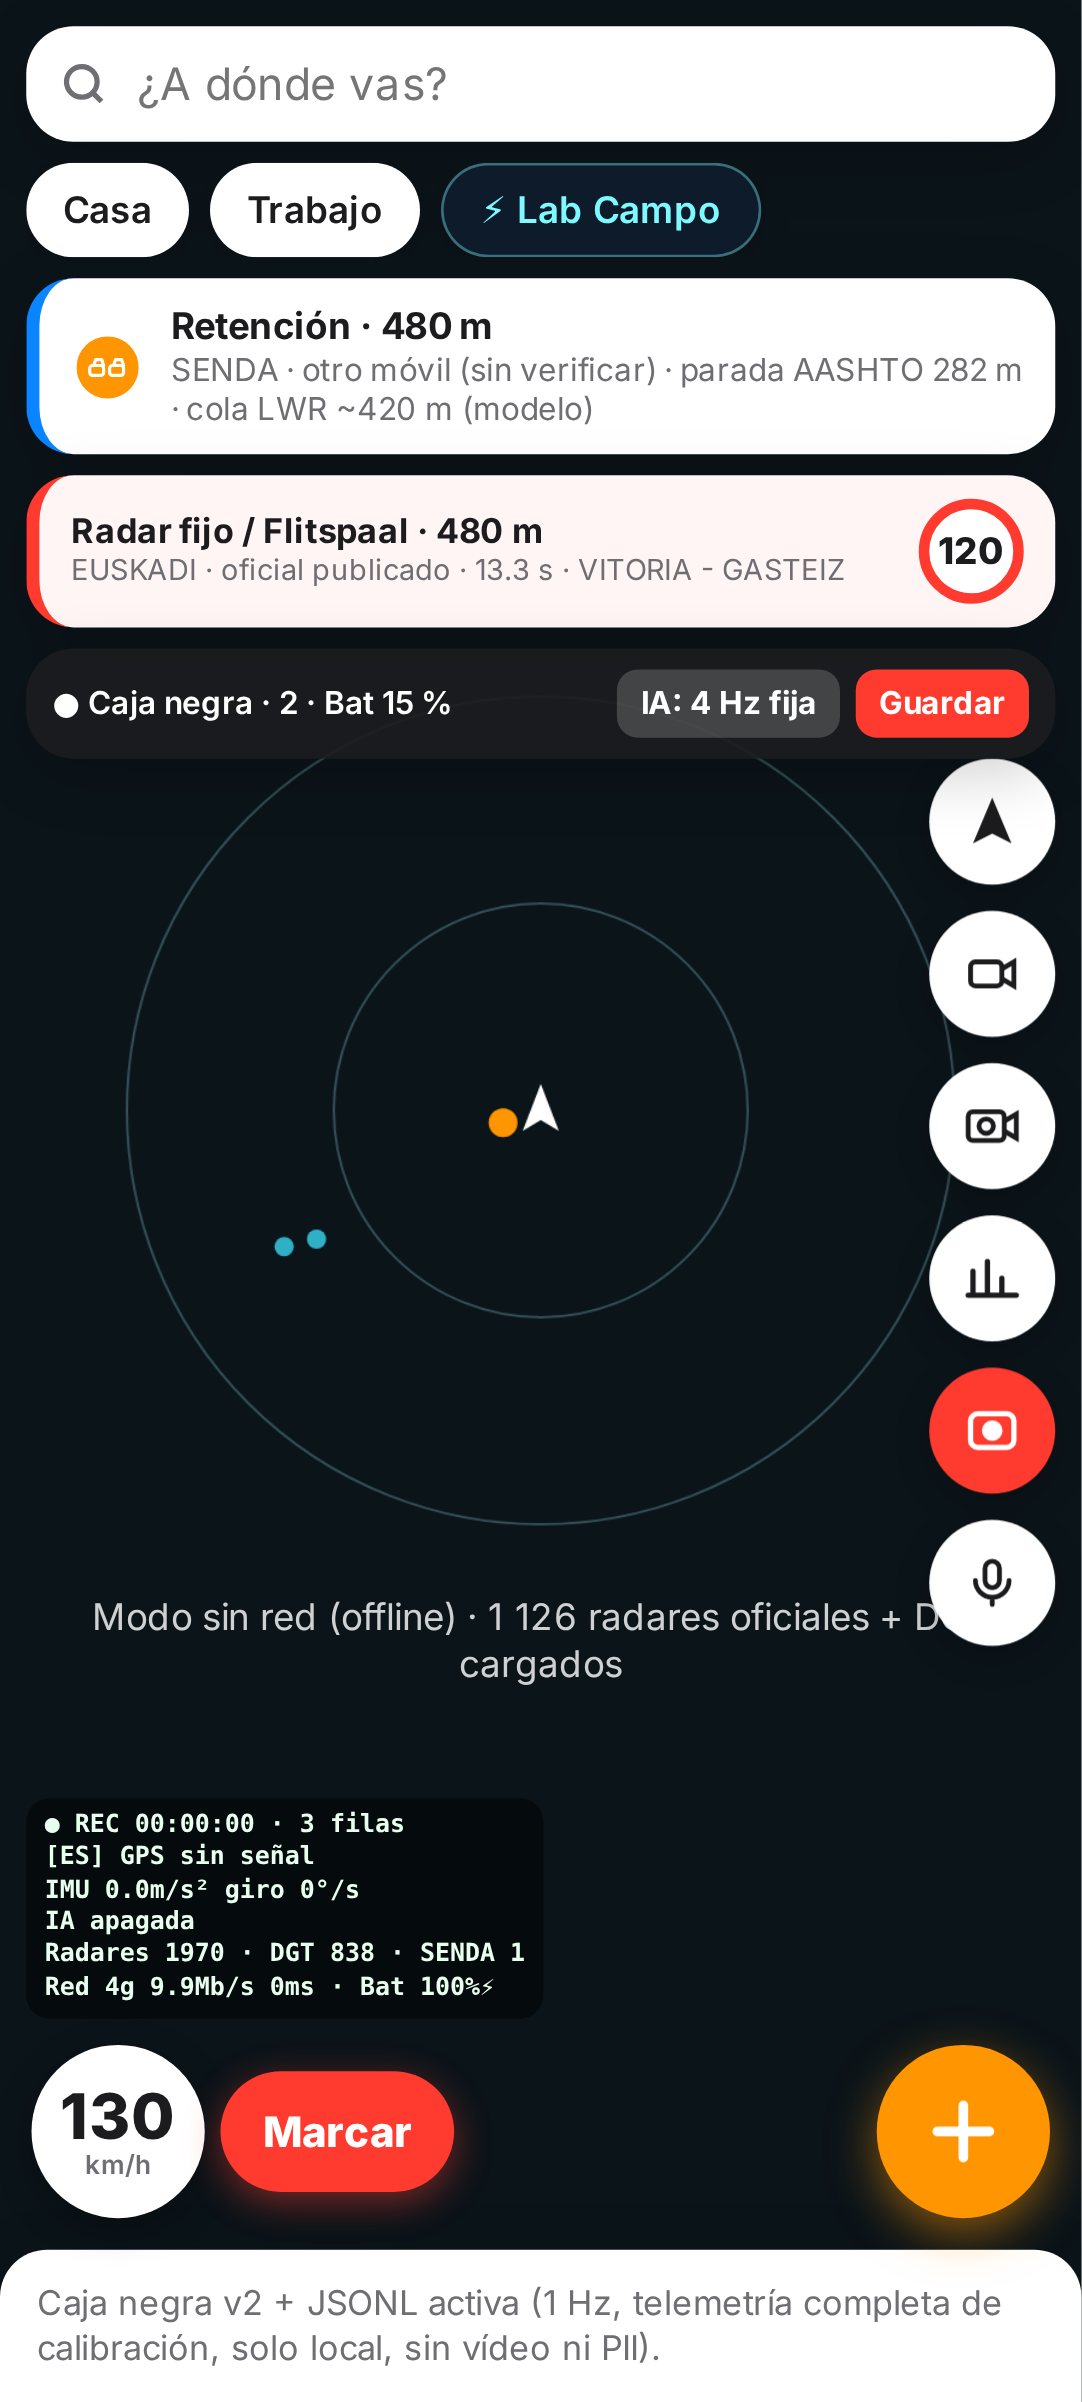 ¿A dónde vas?
Casa
Trabajo
⚡ Lab Campo
Retención · 480 m
SENDA · otro móvil (sin verificar) · parada AASHTO 282 m
· cola LWR ~420 m (modelo)
Radar fijo / Flitspaal · 480 m
EUSKADI · oficial publicado · 13.3 s · VITORIA - GASTEIZ
120
● Caja negra · 2 · Bat 15 %
IA: 4 Hz fija
Guardar
Modo sin red (offline) · 1 126 radares oficiales +
cargados
● REC 00:00:00 · 3 filas
[ES] GPS sin señal
IMU 0.0m/s² giro 0°/s
IA apagada
Radares 1970 · DGT 838 · SENDA 1
Red 4g 9.9Mb/s 0ms · Bat 100%⚡
130
km/h
Marcar
Caja negra v2 + JSONL activa (1 Hz, telemetría completa de
calibración, solo local, sin vídeo ni PII).